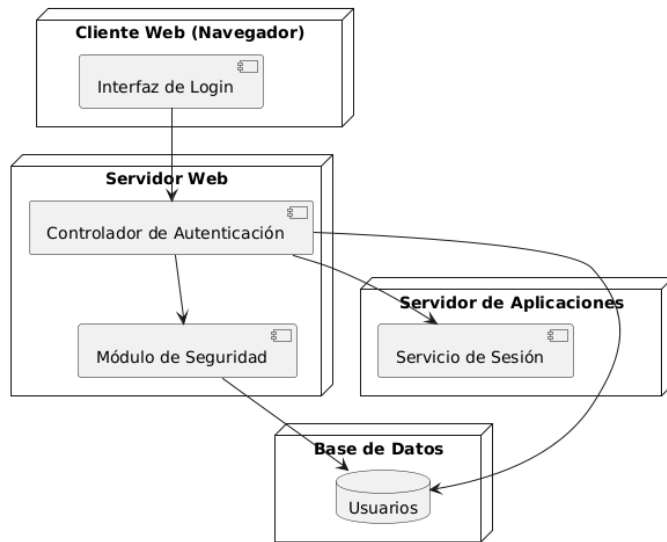 Cliente Web (Navegador)
Interfaz de Login
Servidor Web
Controlador de Autenticación
Servidor de Aplicaciones
Módulo de Seguridad
Servicio de Sesión
Base de Datos
Usuarios